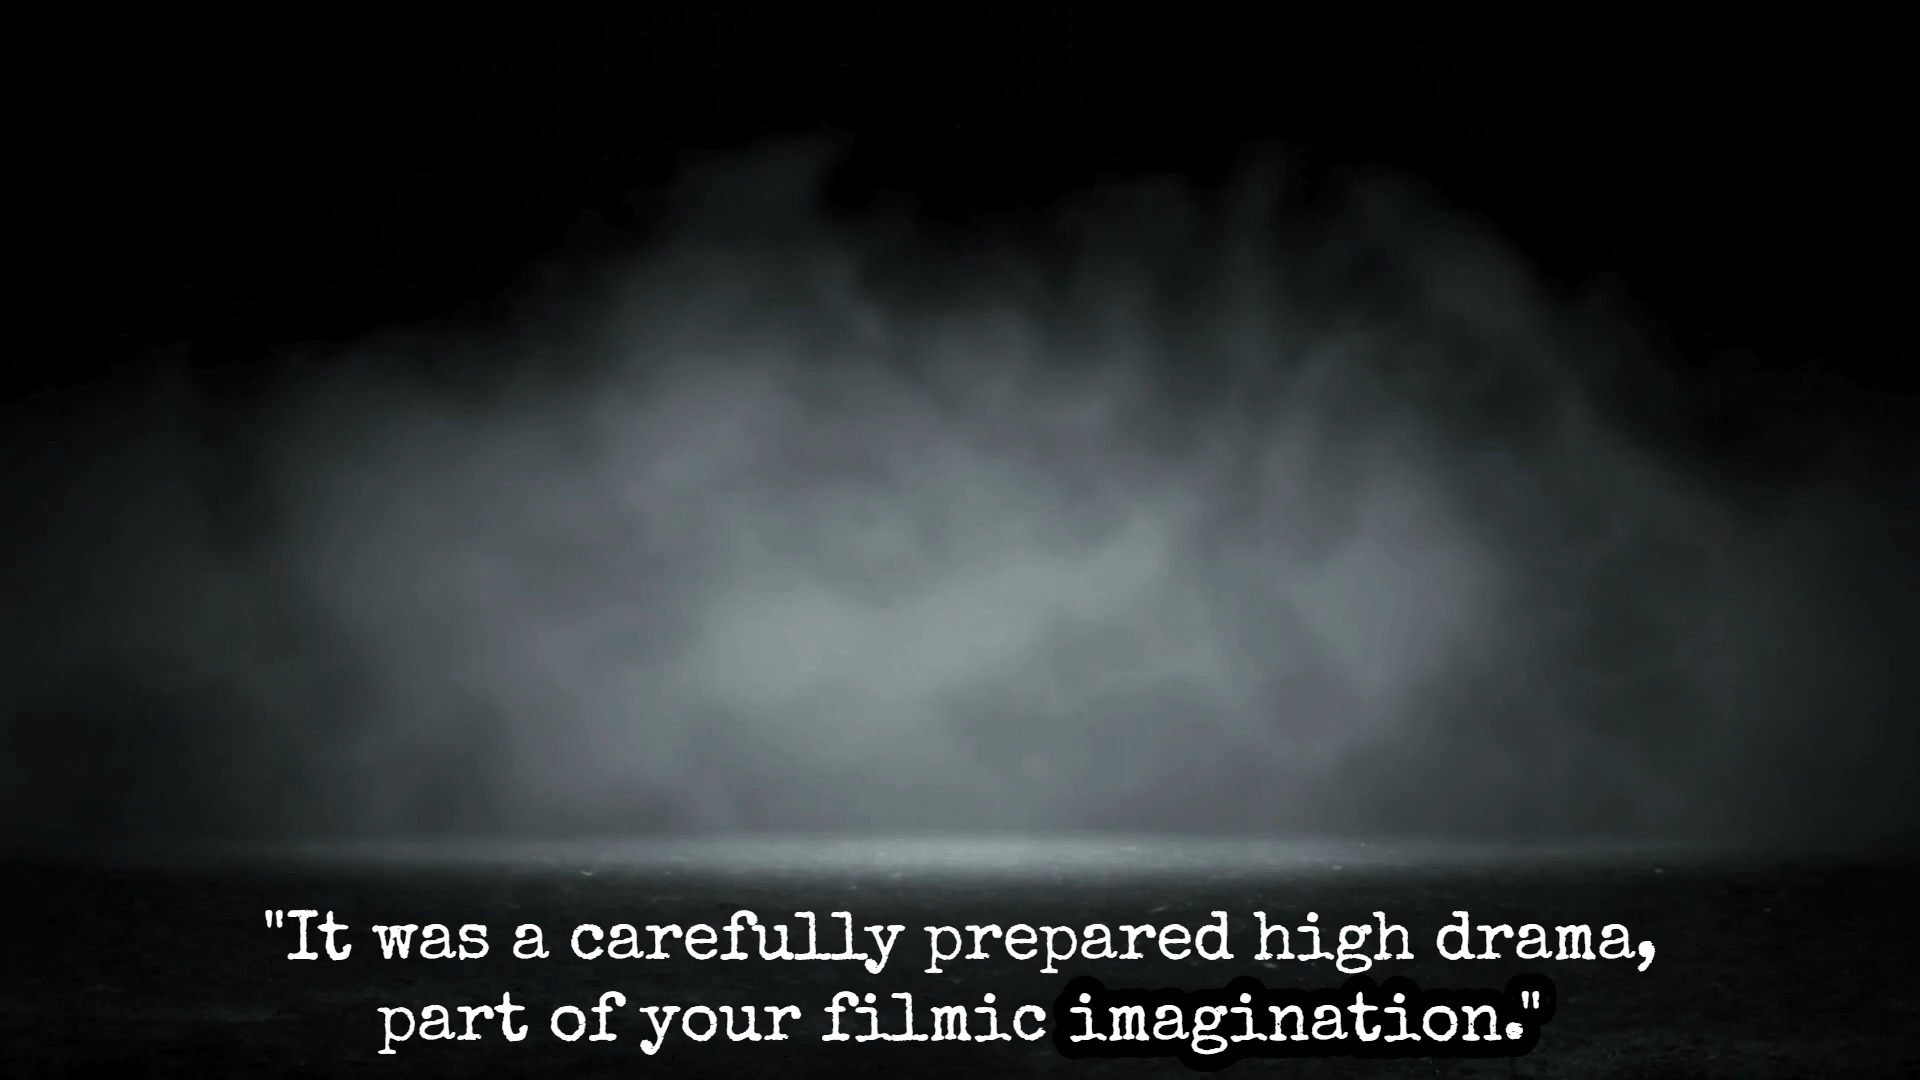 "It was a carefully prepared high drama,
part of your filmic imagination."